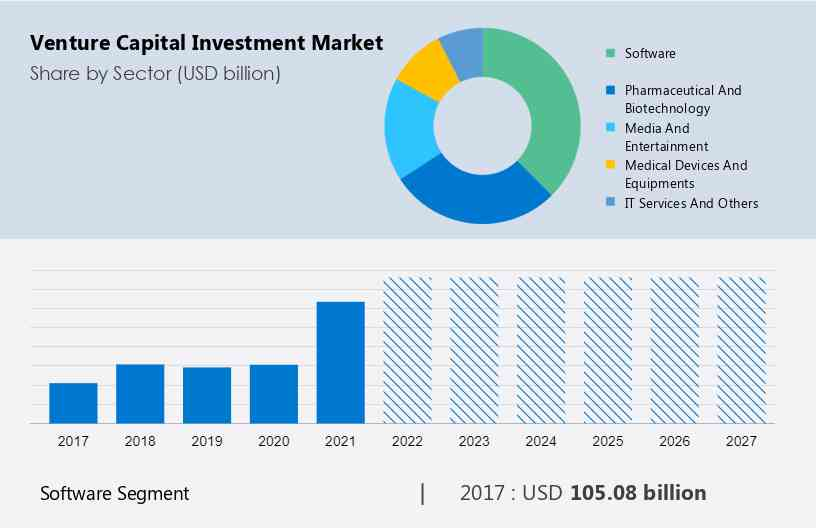 Venture Capital Investment Market
Share by Sector (USD billion)
Software
Pharmaceutical And
Biotechnology
Media And
Entertainment
Medical Devices And
Equipments
IT Services And Others
2017 2018 2019 2020 2021 2022 2023 2024 2025 2026 2027
Software Segment | 2017 : USD 105.08 billion